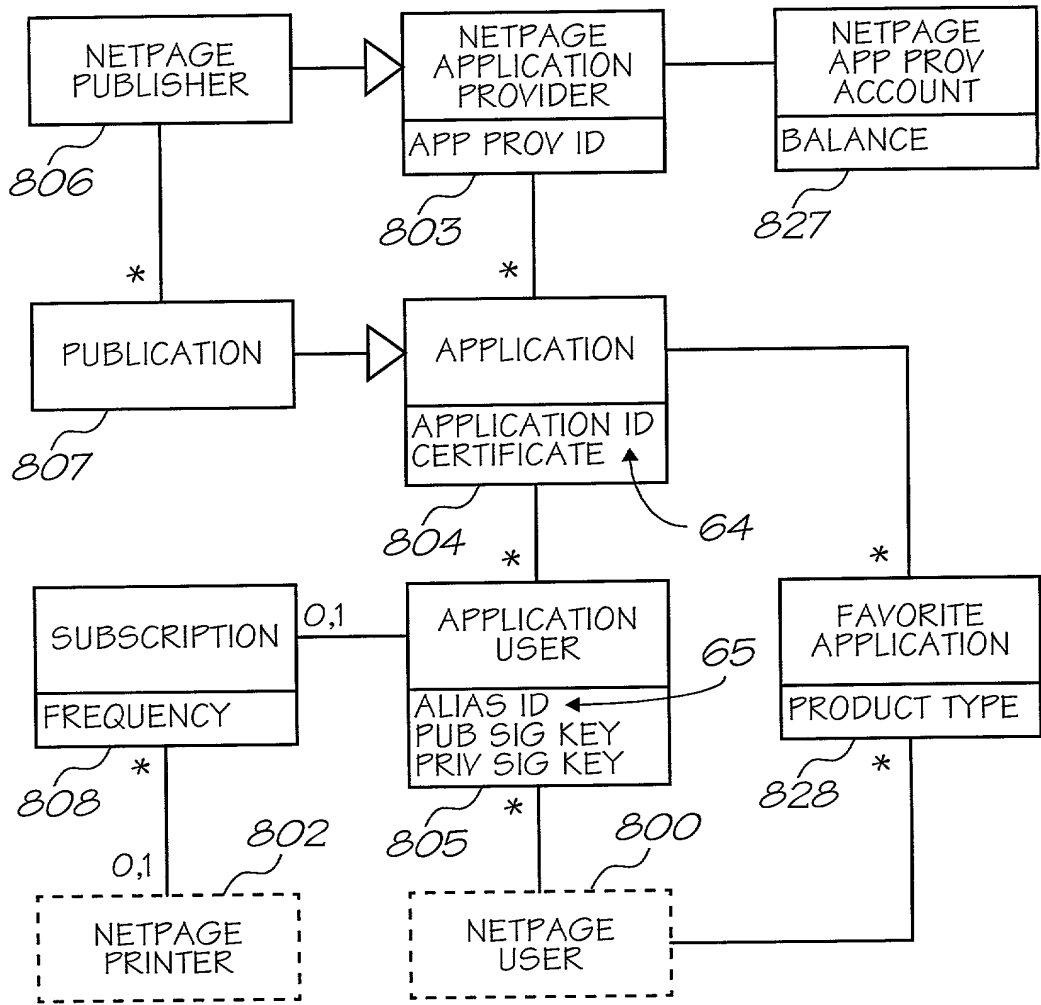 NETPAGE
PUBLISHER
806
NETPAGE
APPLICATION
PROVIDER
APP PROV ID
803
NETPAGE
APP PROV
ACCOUNT
BALANCE
827
*
*
PUBLICATION
807
APPLICATION
APPLICATION ID
CERTIFICATE
804
64
*
*
SUBSCRIPTION
FREQUENCY
808
0,1
APPLICATION
USER
ALIAS ID
PUB SIG KEY
PRIV SIG KEY
805
65
FAVORITE
APPLICATION
PRODUCT TYPE
828
*
*
*
0,1
802
800
NETPAGE
PRINTER
NETPAGE
USER